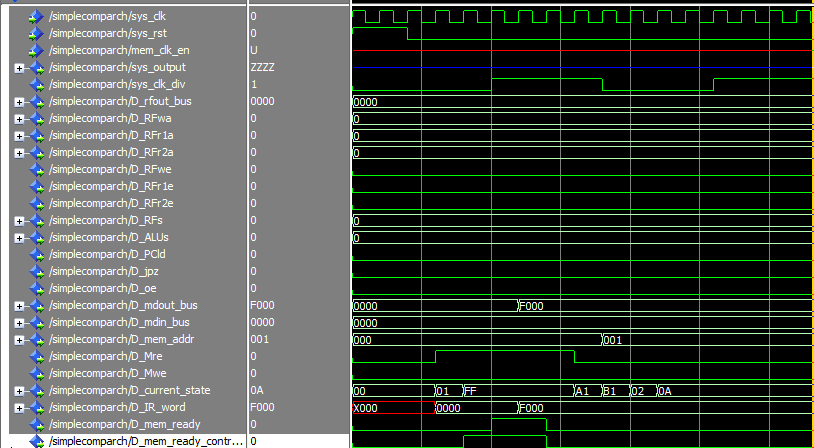 /simplecomparch/sys_clk 0
/simplecomparch/sys_rst 0
/simplecomparch/mem_clk_en U
/simplecomparch/sys_output ZZZZ
/simplecomparch/sys_clk_div 1
/simplecomparch/D_rfout_bus 0000 0000
/simplecomparch/D_RFwa 0 0
/simplecomparch/D_RFr1a 0 0
/simplecomparch/D_RFr2a 0 0
/simplecomparch/D_RFwe 0
/simplecomparch/D_RFr1e 0
/simplecomparch/D_RFr2e 0
/simplecomparch/D_RFs 0 0
/simplecomparch/D_ALUs 0 0
/simplecomparch/D_PCld 0
/simplecomparch/D_jpz 0
/simplecomparch/D_oe 0
/simplecomparch/D_mdout_bus F000 0000 F000
/simplecomparch/D_mdin_bus 0000 0000
/simplecomparch/D_mem_addr 001 000 001
/simplecomparch/D_Mre 0
/simplecomparch/D_Mwe 0
/simplecomparch/D_current_state 0A 00 01 FF A1 B1 02 0A
/simplecomparch/D_IR_word F000 X000 0000 F000
/simplecomparch/D_mem_ready 0
/simplecomparch/D_mem_ready_contr... 0